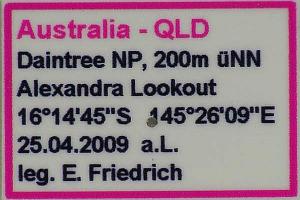 Australia - QLD
Daintree NP, 200m üNN
Alexandra Lookout
16°14'45"S 145°26'09"E
25.04.2009 a.L.
leg. E. Friedrich